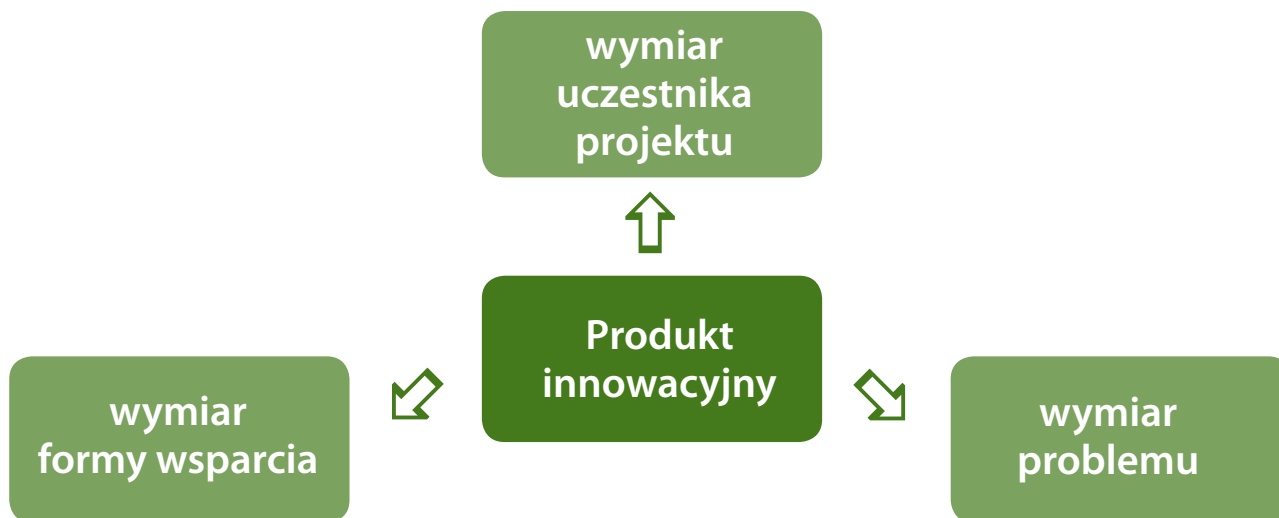 wymiar
uczestnika
projektu
Produkt
innowacyjny
wymiar
formy wsparcia
wymiar
problemu